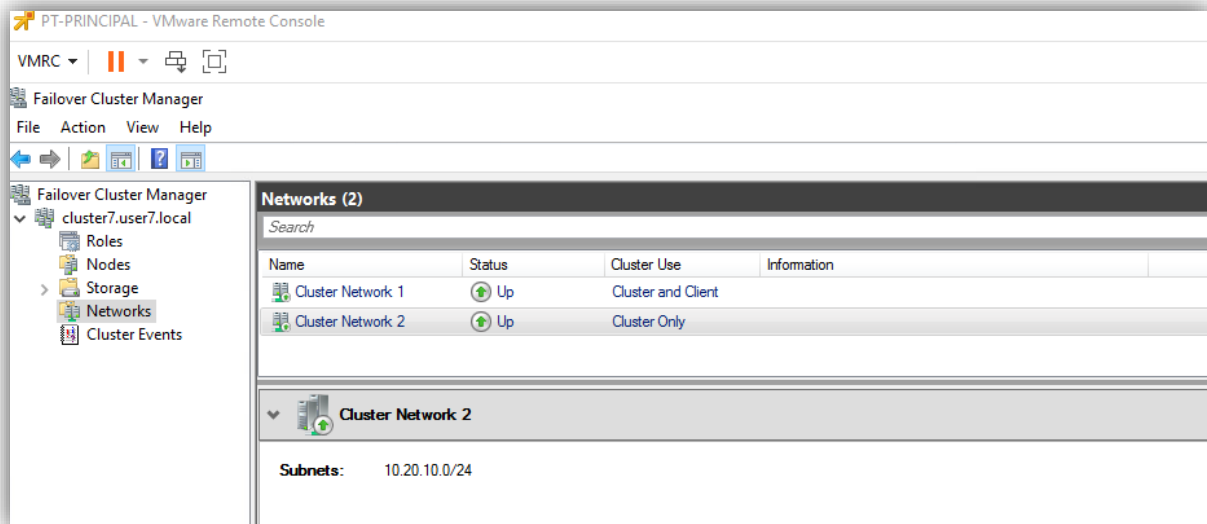 PT-PRINCIPAL - VMware Remote Console
VMRC
Failover Cluster Manager
File Action View Help
Failover Cluster Manager
cluster7.user7.local
Roles
Nodes
Storage
Networks
Cluster Events
Networks (2)
Search
Name Status Cluster Use Information
Cluster Network 1 Up Cluster and Client
Cluster Network 2 Up Cluster Only
Cluster Network 2
Subnets: 10.20.10.0/24